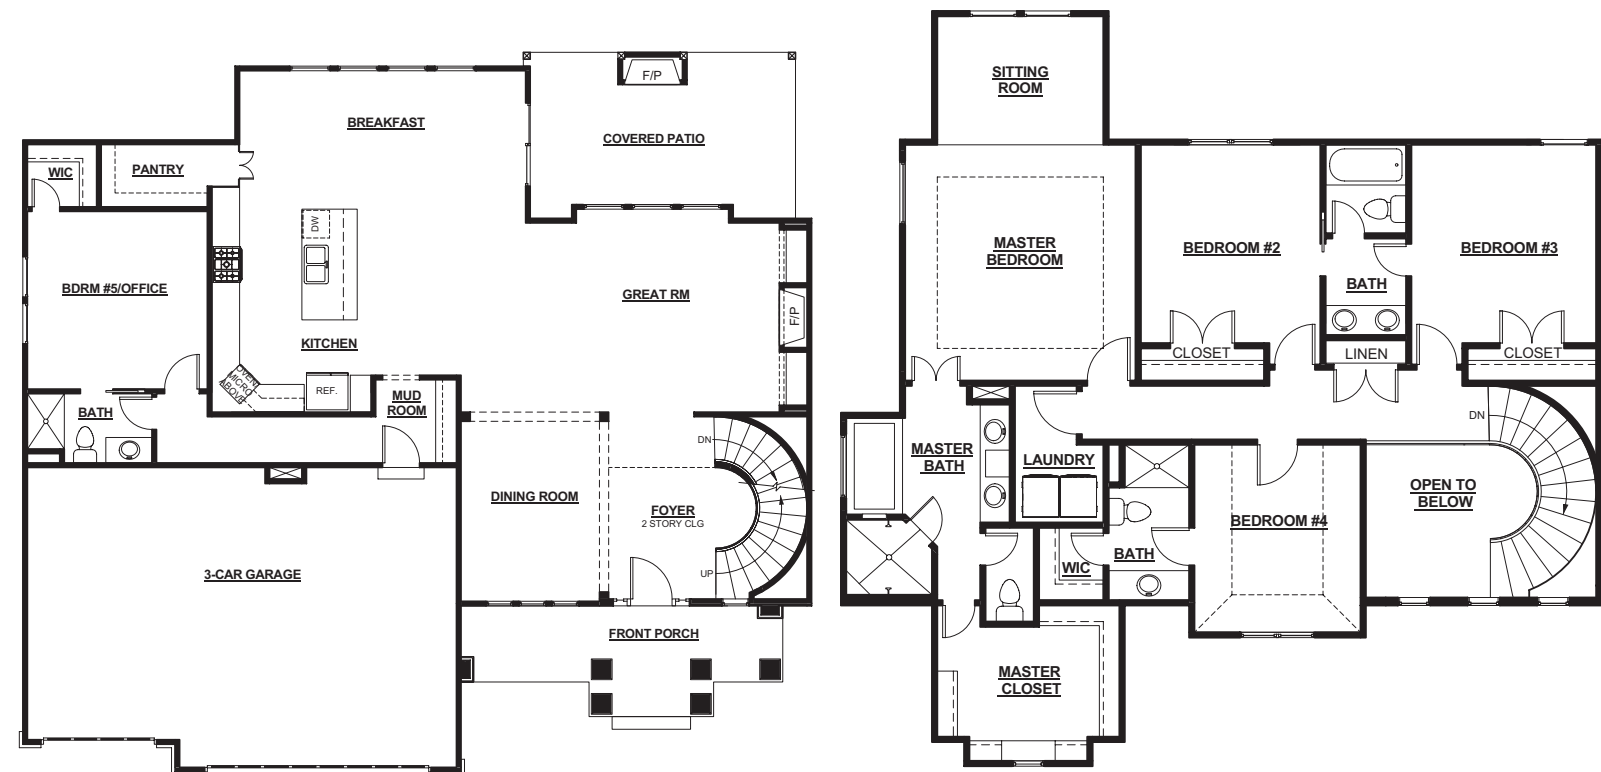 F/P
BREAKFAST
COVERED PATIO
WIC
PANTRY
DW
BDRM #5/OFFICE
GREAT RM
F/P
KITCHEN
OVEN/
MICRO
ABOVE
REF.
MUD
ROOM
BATH
DN
DINING ROOM
FOYER
2 STORY CLG
UP
3-CAR GARAGE
FRONT PORCH
SITTING
ROOM
MASTER
BEDROOM
BEDROOM #2
BEDROOM #3
BATH
CLOSET
LINEN
CLOSET
DN
MASTER
BATH
LAUNDRY
OPEN TO
BELOW
BEDROOM #4
BATH
WIC
MASTER
CLOSET